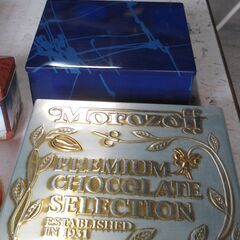 Morozoff
PREMIUM
CHOCOLATE
SELECTION
ESTABLISHED
IN 1931